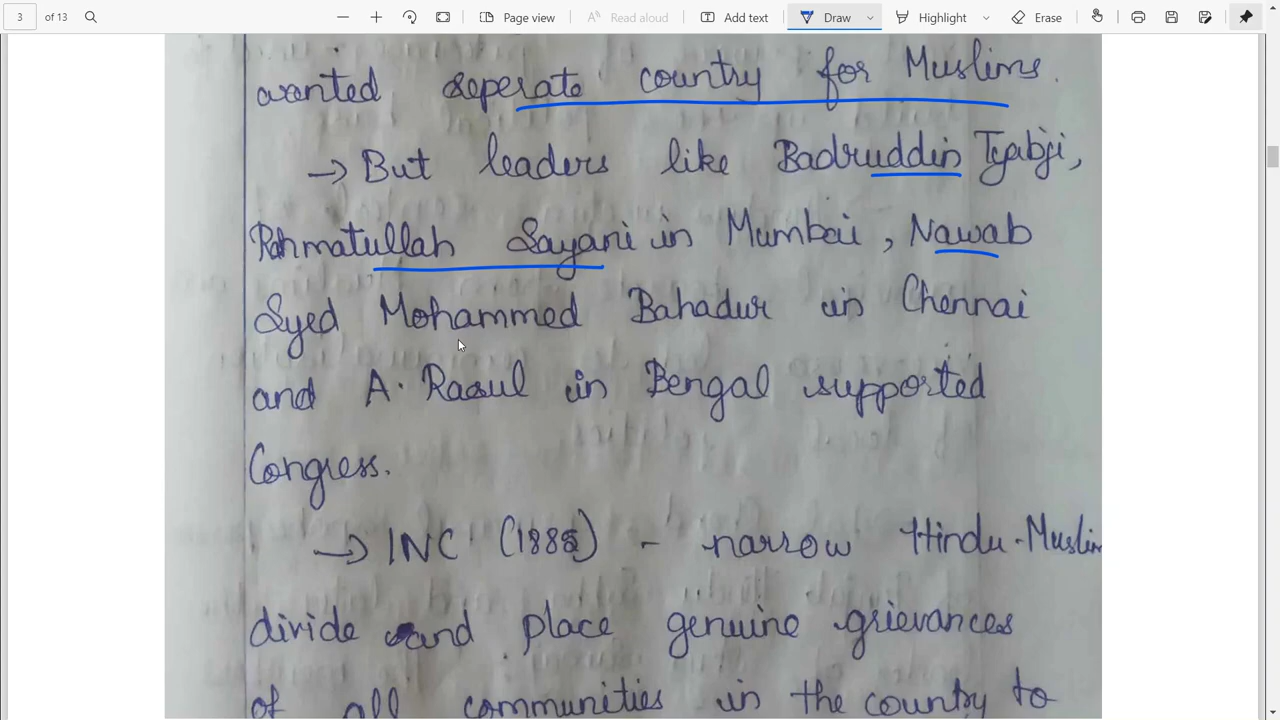 3 of 13 Page view Read aloud Add text Draw Highlight Erase
wanted seperate country for Muslims.
→ But leaders like Badruddin Tyabji,
Rahmatullah Sayani in Mumbai, Nawab
Syed Mohammed Bahadur in Chennai
and A. Rasul in Bengal supported
Congress.
→ INC (1885) - narrow Hindu-Muslim
divide and place genuine grievances
of all communities in the country to